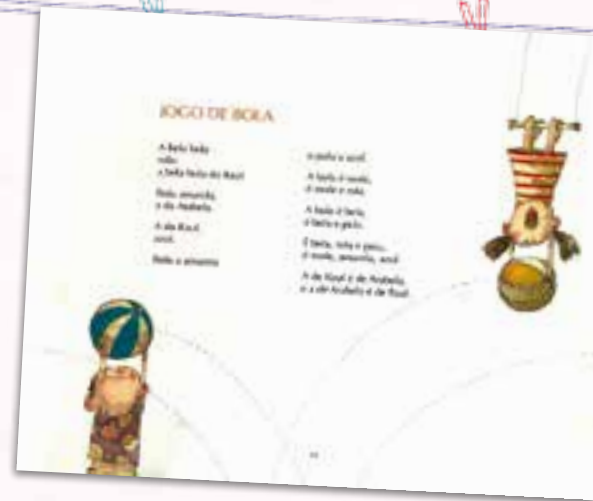 JOGO DE BOLA
A bela bola
rola:
a bela bola do Raul.
Bola amarela,
a da Arabela.
A do Raul,
azul.
Rola a amarela
e pula a azul.
A bola é mole,
é mole e rola.
A bola é bela,
é bela e pula.
É bela, rola e pula,
é mole, amarela, azul.
A de Raul é de Arabela,
e a de Arabela é de Raul.